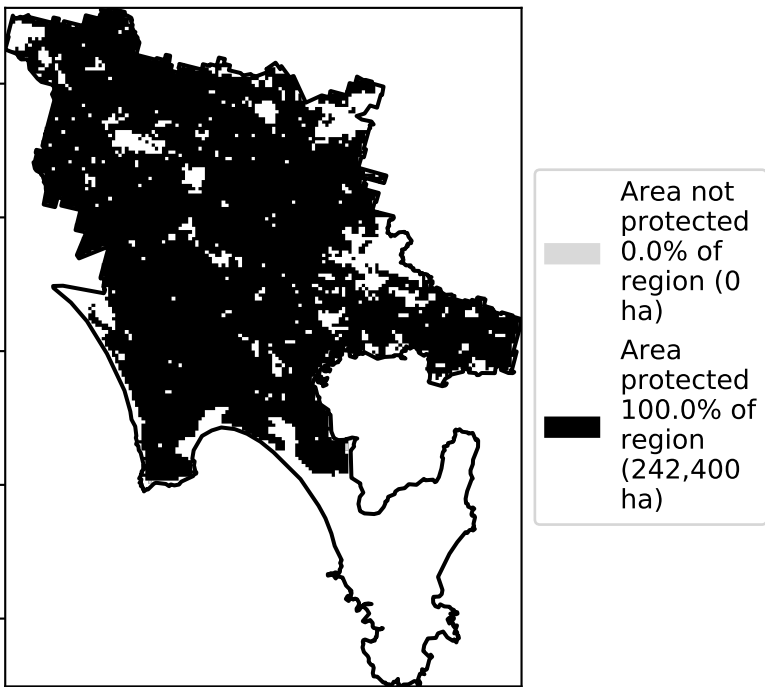 Area not
protected
0.0% of
region (0
ha)
Area
protected
100.0% of
region
(242,400
ha)